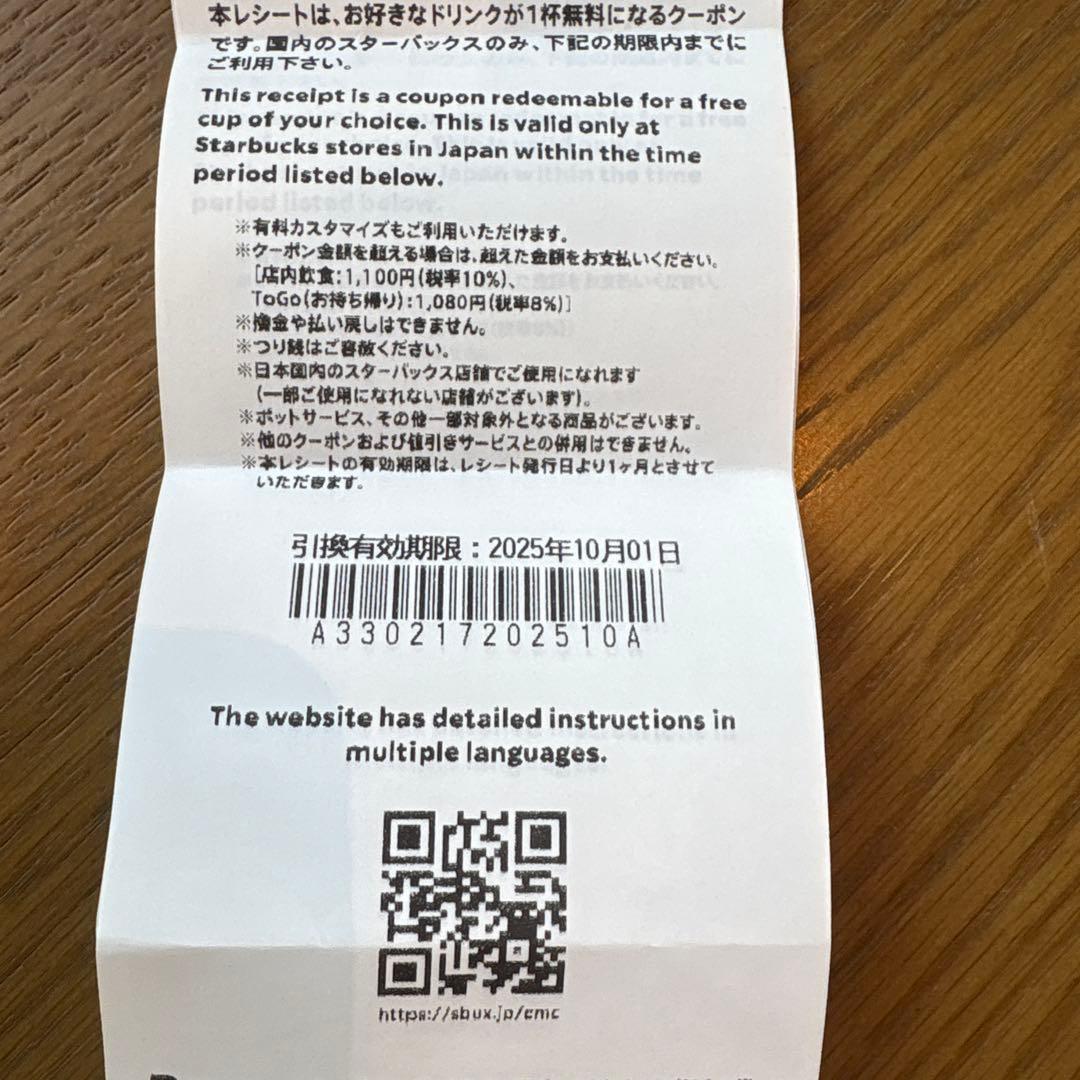 本レシートは、お好きなドリンクが1杯無料になるクーポン
です。国内のスターバックスのみ、下記の期限内までに
ご利用下さい。
This receipt is a coupon redeemable for a free
cup of your choice. This is valid only at
Starbucks stores in Japan within the time
period listed below.
※有料カスタマイズもご利用いただけます。
※クーポン金額を超える場合は、超えた金額をお支払いください。
[店内飲食:1,100円(税率10%)、
ToGo(お持ち帰り):1,080円(税率8%)]
※換金や払い戻しはできません。
※つり銭はご容赦ください。
※日本国内のスターバックス店舗でご使用になれます
(一部ご使用になれない店舗がございます)。
※ポットサービス、その他一部対象外となる商品がございます。
※他のクーポンおよび値引きサービスとの併用はできません。
※本レシートの有効期限は、レシート発行日より1ヶ月とさせて
いただきます。
引換有効期限：2025年10月01日
A330217202510A
The website has detailed instructions in
multiple languages.
https://sbux.jp/cmc